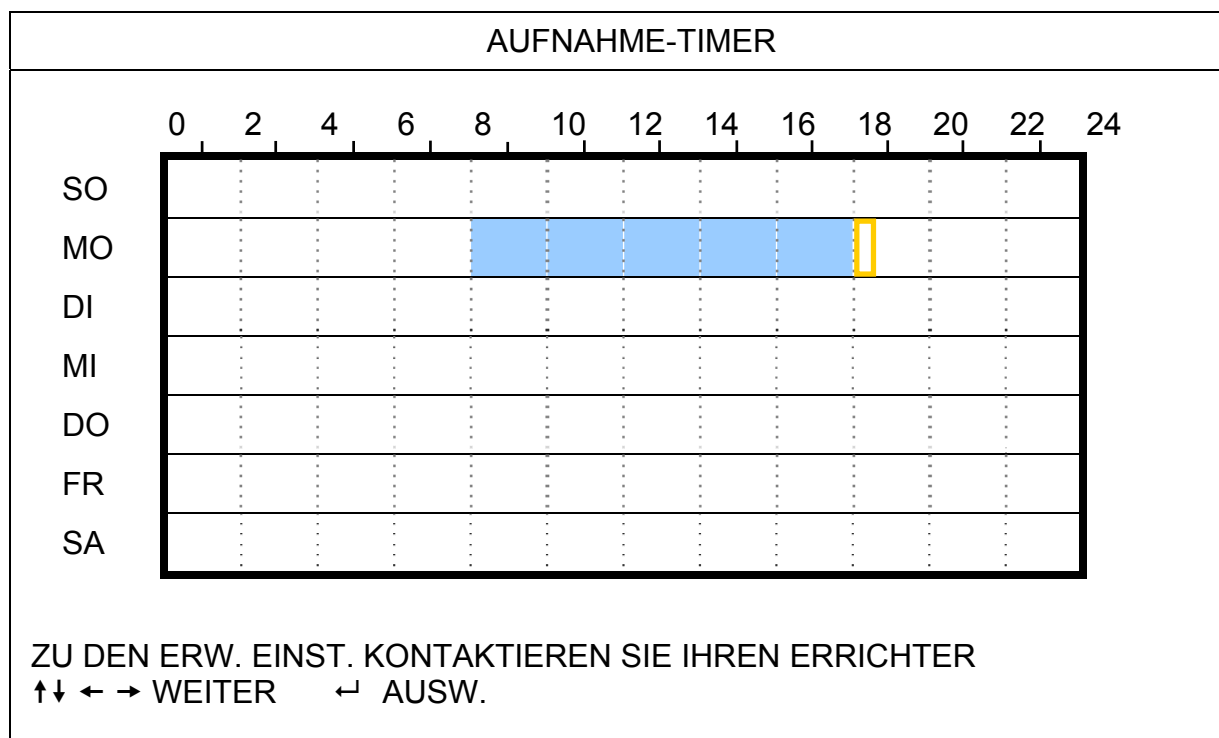 AUFNAHME-TIMER
0 2 4 6 8 10 12 14 16 18 20 22 24
SO
MO
DI
MI
DO
FR
SA
ZU DEN ERW. EINST. KONTAKTIEREN SIE IHREN ERRICHTER
↑↓ ← → WEITER ↵ AUSW.